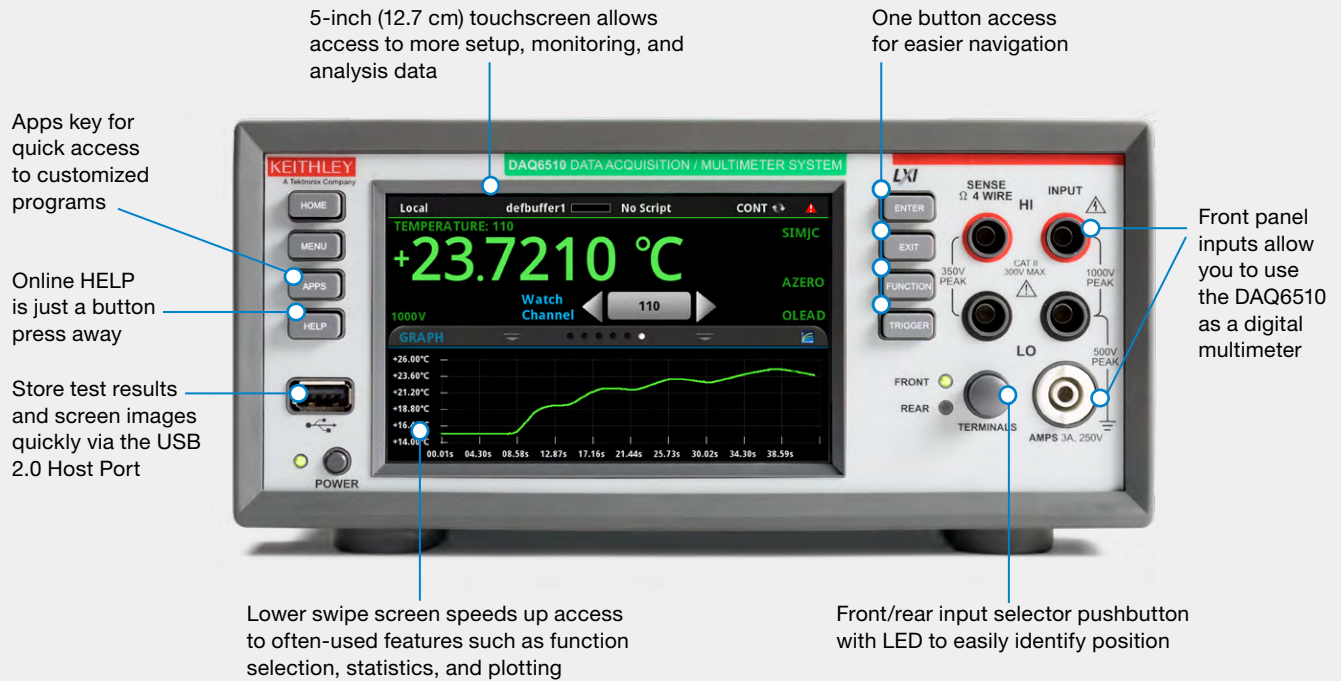 5-inch (12.7 cm) touchscreen allows
access to more setup, monitoring, and
analysis data
One button access
for easier navigation
Apps key for
quick access
to customized
programs
Online HELP
is just a button
press away
Store test results
and screen images
quickly via the USB
2.0 Host Port
KEITHLEY
A Tektronix Company
DAQ6510 DATA ACQUISITION / MULTIMETER SYSTEM
LXI
HOME
MENU
APPS
HELP
POWER
Local defbuffer1 No Script CONT
TEMPERATURE: 110
+23.7210 °C
SIMJC
AZERO
OLEAD
Watch
Channel
110
1000V
GRAPH
+26.00°C
+23.60°C
+21.20°C
+18.80°C
+14.00°C
00.01s 04.30s 08.58s 12.87s 17.16s 21.44s 25.73s 30.02s 34.30s 38.59s
ENTER
EXIT
FUNCTION
TRIGGER
SENSE
Ω 4 WIRE
INPUT
HI
350V
PEAK
CAT II
300V MAX
1000V
PEAK
LO
500V
PEAK
FRONT
REAR
TERMINALS
AMPS 3A, 250V
Front panel
inputs allow
you to use
the DAQ6510
as a digital
multimeter
Lower swipe screen speeds up access
to often-used features such as function
selection, statistics, and plotting
Front/rear input selector pushbutton
with LED to easily identify position